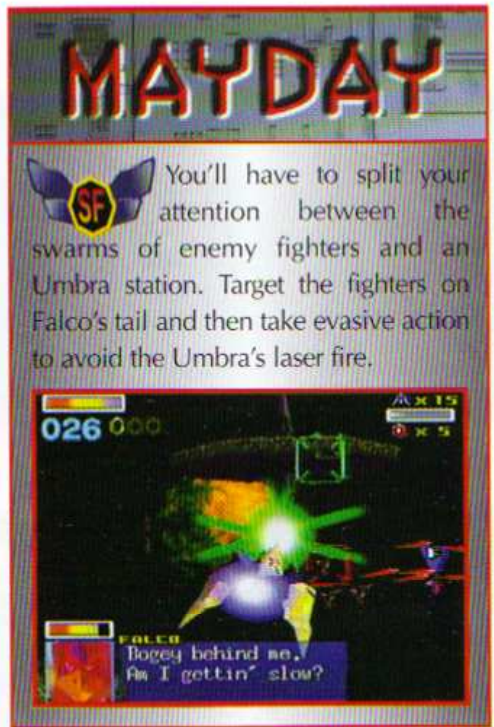 MAYDAY
SF
You'll have to split your
attention between the
swarms of enemy fighters and an
Umbra station. Target the fighters on
Falco's tail and then take evasive action
to avoid the Umbra's laser fire.
x 15
026 000
x 5
FALCO
Bogey behind me.
Am I gettin' slow?